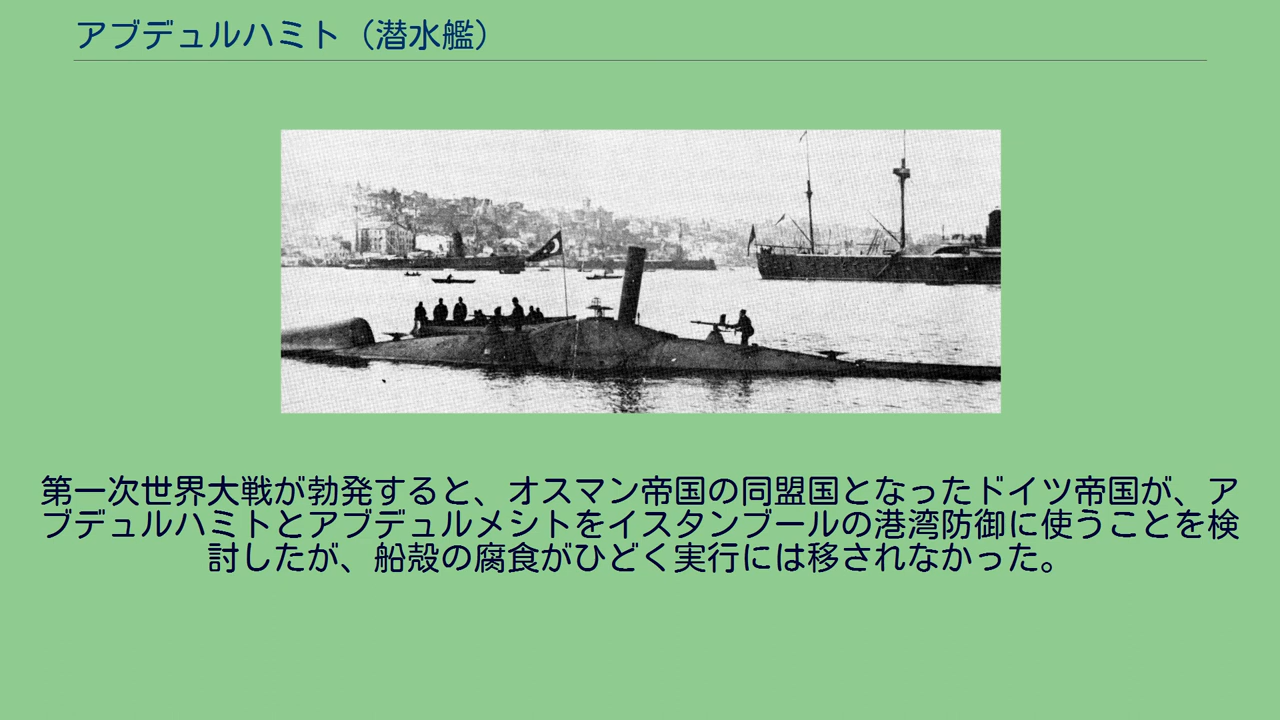 アブデュルハミト（潜水艦）
第一次世界大戦が勃発すると、オスマン帝国の同盟国となったドイツ帝国が、ア
ブデュルハミトとアブデュルメシトをイスタンブールの港湾防御に使うことを検
討したが、船殻の腐食がひどく実行には移されなかった。